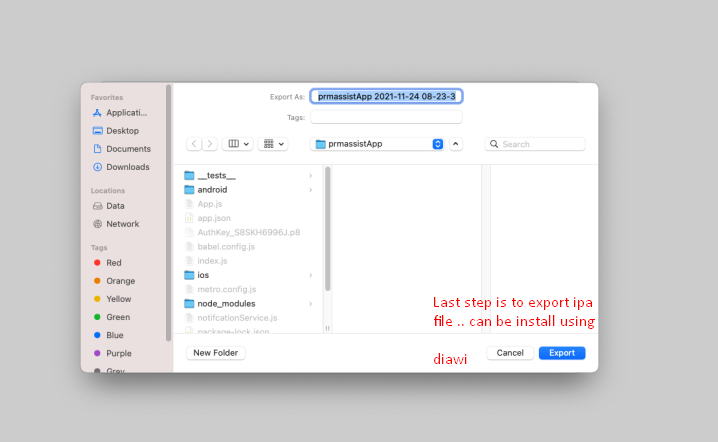 Favorites
Applicati...
Desktop
Documents
Downloads
Locations
Data
Network
Tags
Red
Orange
Yellow
Green
Blue
Purple
Gray
Export As: prmassistApp 2021-11-24 08-23-3
Tags:
prmassistApp
Search
__tests__
android
App.js
app.json
AuthKey_S8SKH6996J.p8
babel.config.js
index.js
ios
metro.config.js
node_modules
notifcationService.js
package-lock.json
Last step is to export ipa
file .. can be install using
diawi
New Folder
Cancel
Export